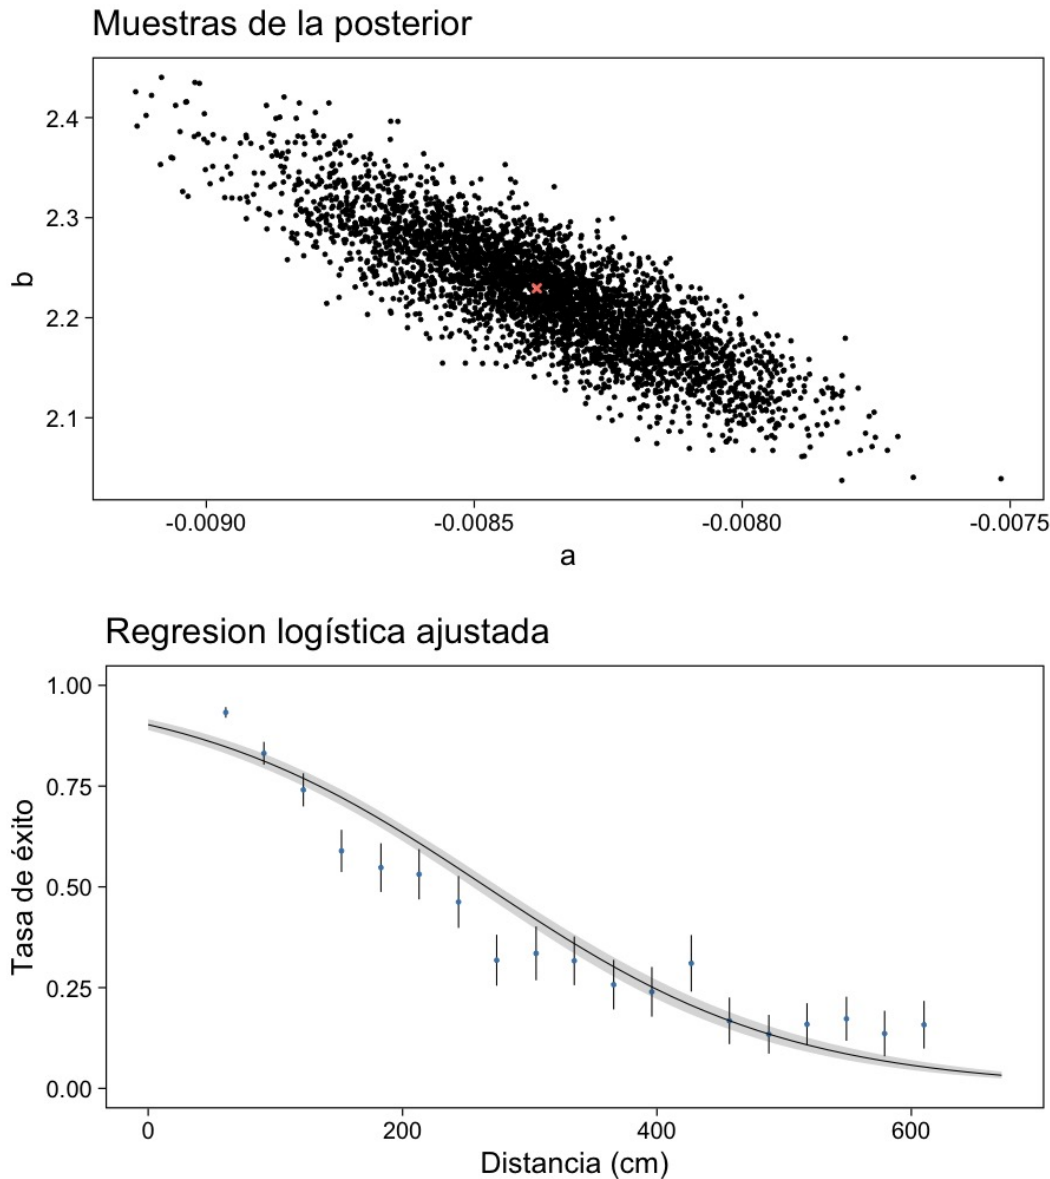 Muestras de la posterior
2.4
2.3
2.2
2.1
b
-0.0090
-0.0085
-0.0080
-0.0075
a
Regresion logística ajustada
1.00
0.75
0.50
0.25
0.00
Tasa de éxito
0
200
400
600
Distancia (cm)